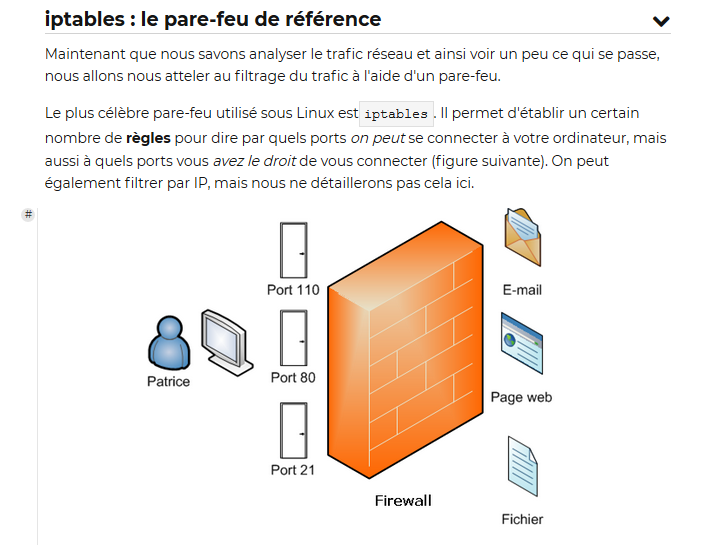 iptables : le pare-feu de référence
Maintenant que nous savons analyser le trafic réseau et ainsi voir un peu ce qui se passe,
nous allons nous atteler au filtrage du trafic à l'aide d'un pare-feu.
Le plus célèbre pare-feu utilisé sous Linux est iptables . Il permet d'établir un certain
nombre de règles pour dire par quels ports on peut se connecter à votre ordinateur, mais
aussi à quels ports vous avez le droit de vous connecter (figure suivante). On peut
également filtrer par IP, mais nous ne détaillerons pas cela ici.
#
Port 110
E-mail
Port 80
Patrice
Page web
Port 21
Firewall
Fichier